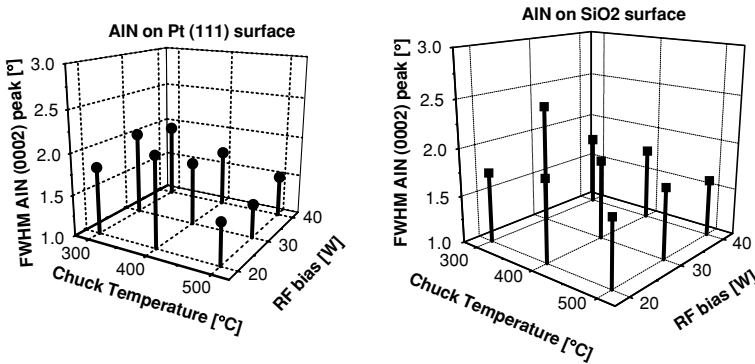 AlN on Pt (111) surface
FWHM AlN (0002) peak [°]
3.0
2.5
2.0
1.5
1.0
300
400
500
Chuck Temperature [°C]
20
30
40
RF bias [W]
AlN on SiO2 surface
FWHM AlN (0002) peak [°]
3.0
2.5
2.0
1.5
1.0
300
400
500
Chuck Temperature [°C]
20
30
40
RF bias [W]